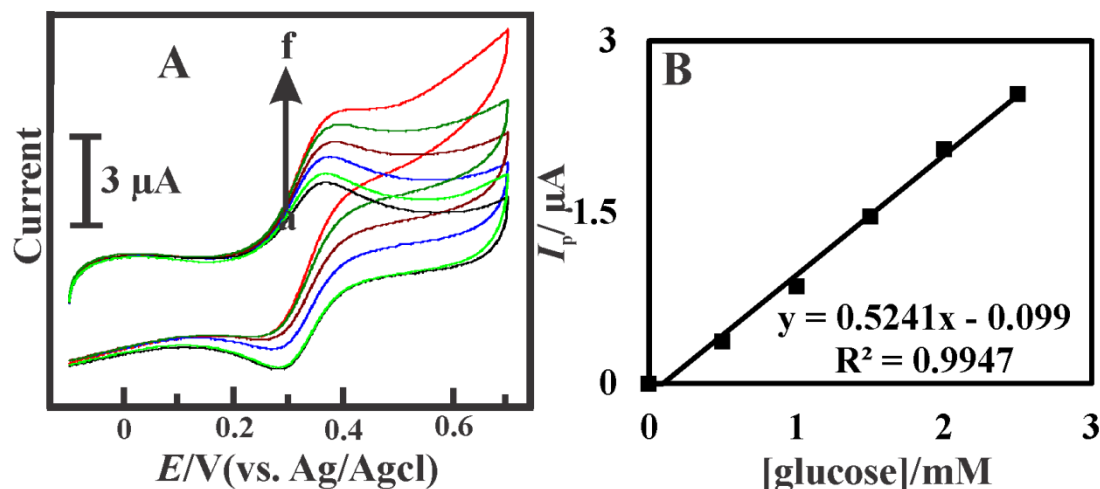 A
f
a
3 μA
Current
0
0.2
0.4
0.6
E/V(vs. Ag/Agcl)
B
3
1.5
0
Ip/ μA
y = 0.5241x - 0.099
R² = 0.9947
0
1
2
3
[glucose]/mM